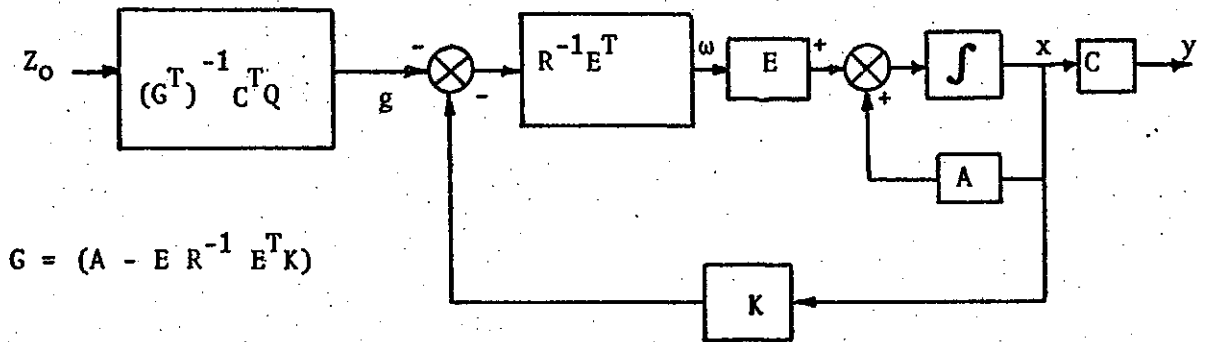 Z₀
(Gᵀ)⁻¹ CᵀQ
-
g
-
R⁻¹Eᵀ
ω
E
+
+
∫
x
C
y
A
G = (A - E R⁻¹ EᵀK)
K